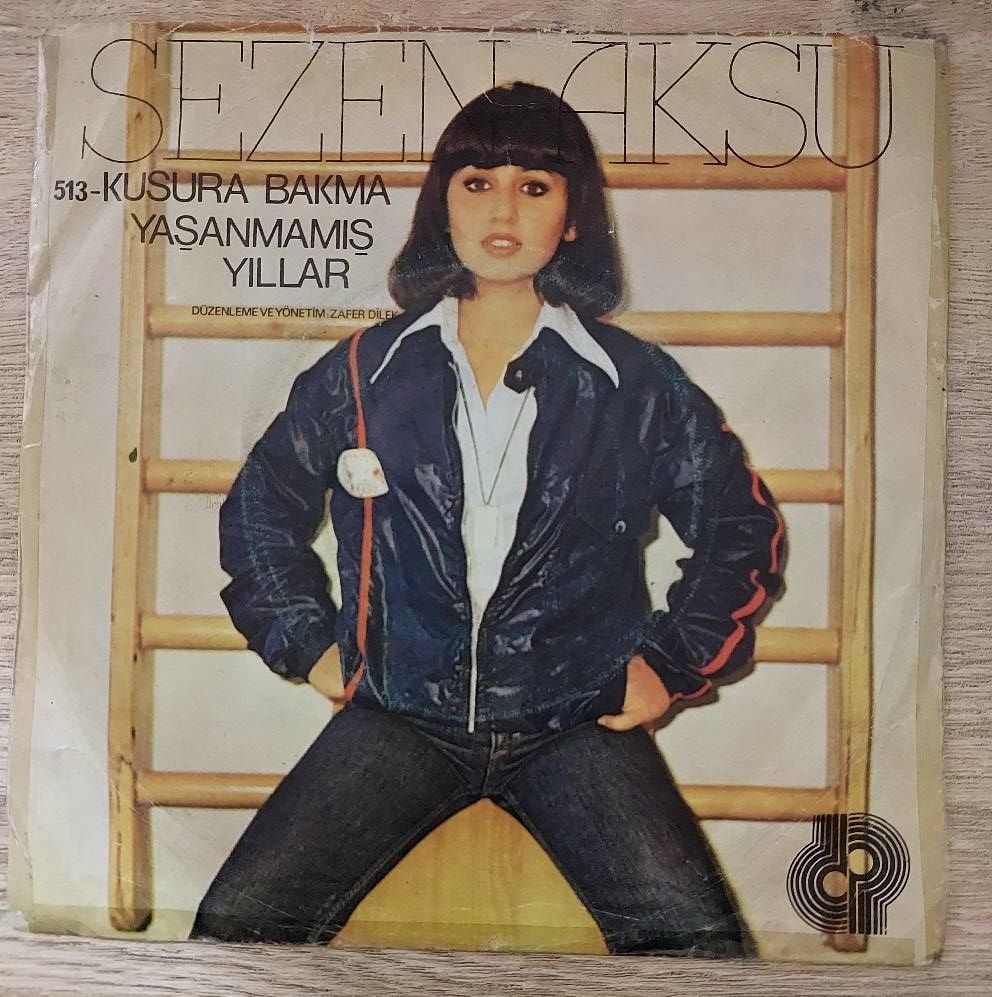 SEZEN AKSU
513-KUSURA BAKMA
YAŞANMAMIŞ
YILLAR
DÜZENLEME VE YÖNETİM: ZAFER DİLEK